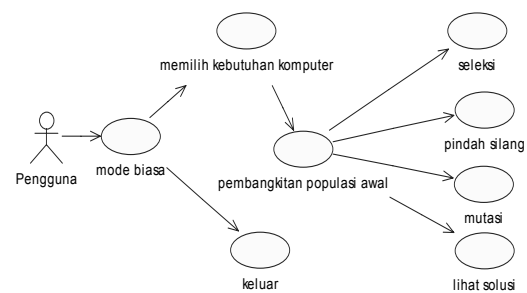 memilih kebutuhan komputer
seleksi
Pengguna
mode biasa
pembangkitan populasi awal
pindah silang
mutasi
keluar
lihat solusi